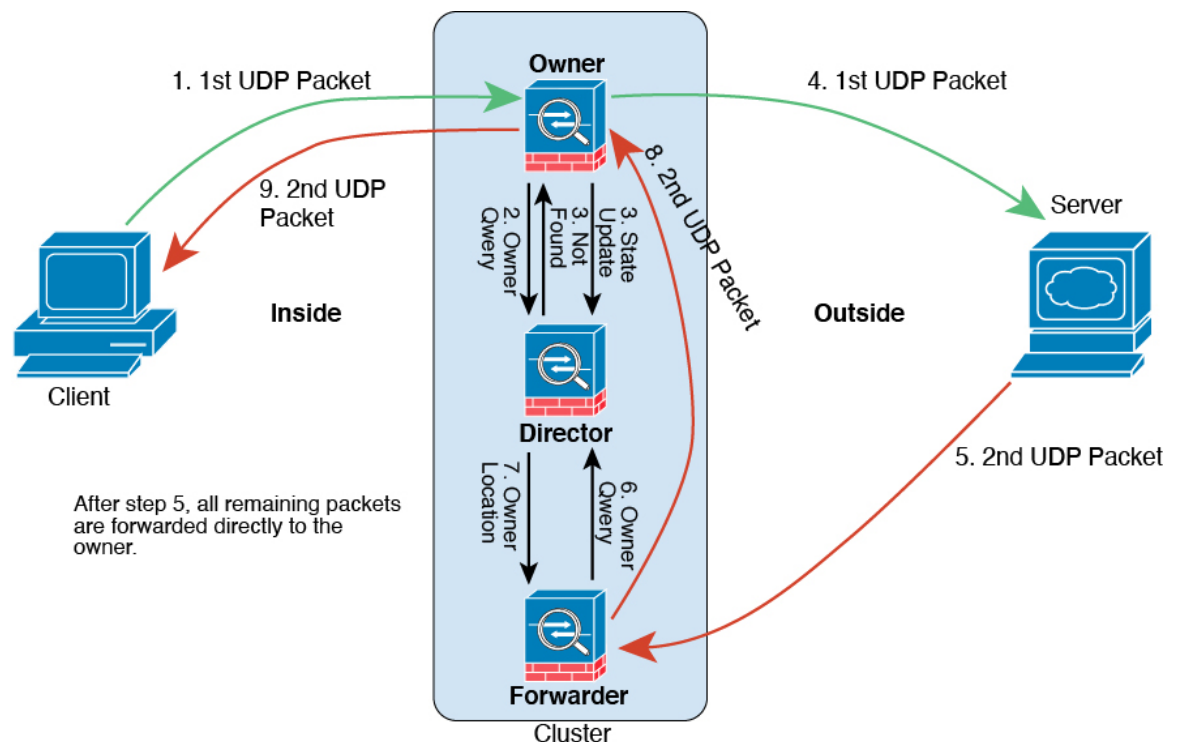 Owner
1. 1st UDP Packet
4. 1st UDP Packet
9. 2nd UDP
Packet
2. Owner
Qwery
3. Not
Found
3. State
Update
8. 2nd UDP Packet
Server
Inside
Outside
Client
Director
5. 2nd UDP Packet
7. Owner
Location
6. Owner
Qwery
After step 5, all remaining packets
are forwarded directly to the
owner.
Forwarder
Cluster